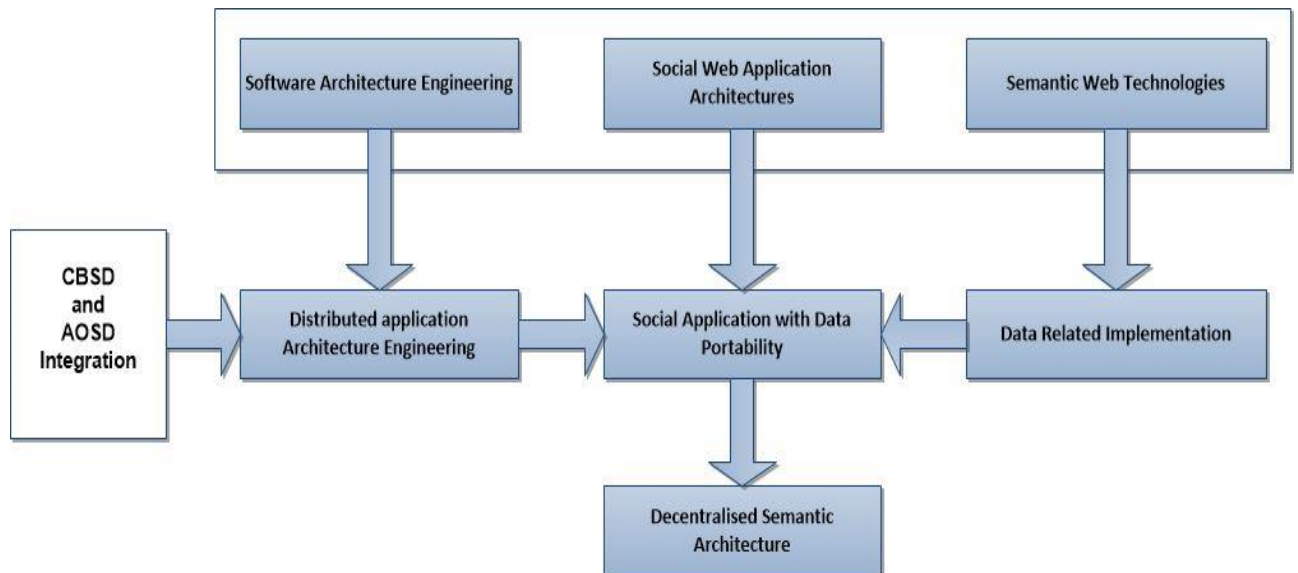 Software Architecture Engineering
Social Web Application
Architectures
Semantic Web Technologies
CBSD
and
AOSD
Integration
Distributed application
Architecture Engineering
Social Application with Data
Portability
Data Related Implementation
Decentralised Semantic
Architecture